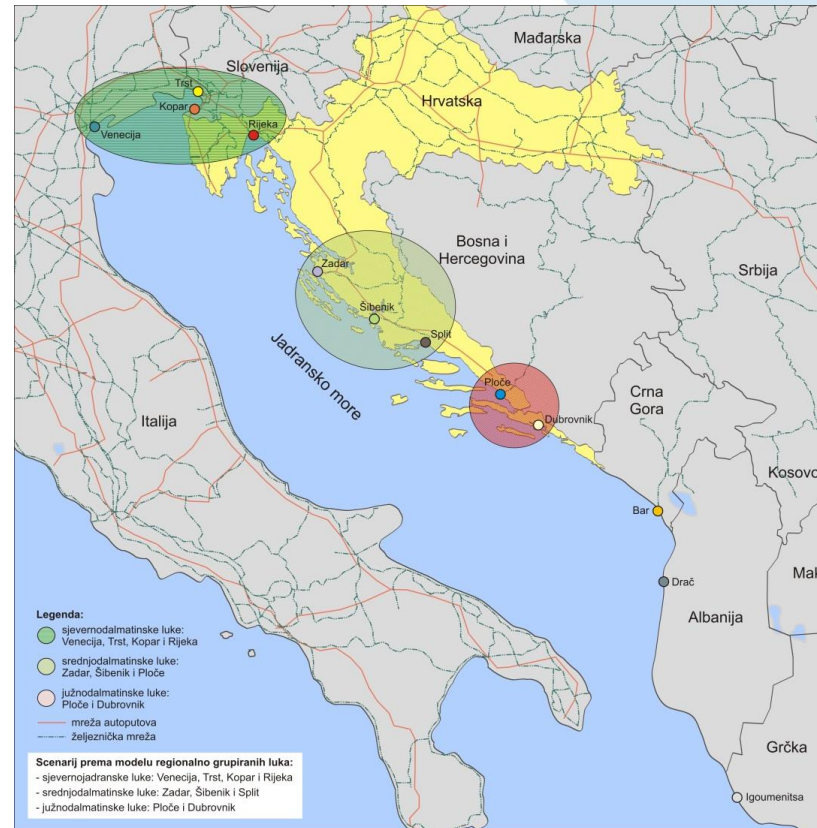 Mađarska
Slovenija
Trst
Kopar
Hrvatska
Venecija
Rijeka
Bosna i
Hercegovina
Zadar
Srbija
Šibenik
Split
Jadransko more
Ploče
Crna
Gora
Italija
Dubrovnik
Kosovo
Bar
Mak
Drač
Albanija
Legenda:
sjevernodalmatinske luke:
Venecija, Trst, Kopar i Rijeka
srednjodalmatinske luke:
Zadar, Šibenik i Ploče
južnodalmatinske luke:
Ploče i Dubrovnik
mreža autoputova
željeznička mreža
Grčka
Scenarij prema modelu regionalno grupiranih luka:
- sjevernojadranske luke: Venecija, Trst, Kopar i Rijeka
- srednjodalmatinske luke: Zadar, Šibenik i Split
- južnodalmatinske luke: Ploče i Dubrovnik
Igoumenitsa